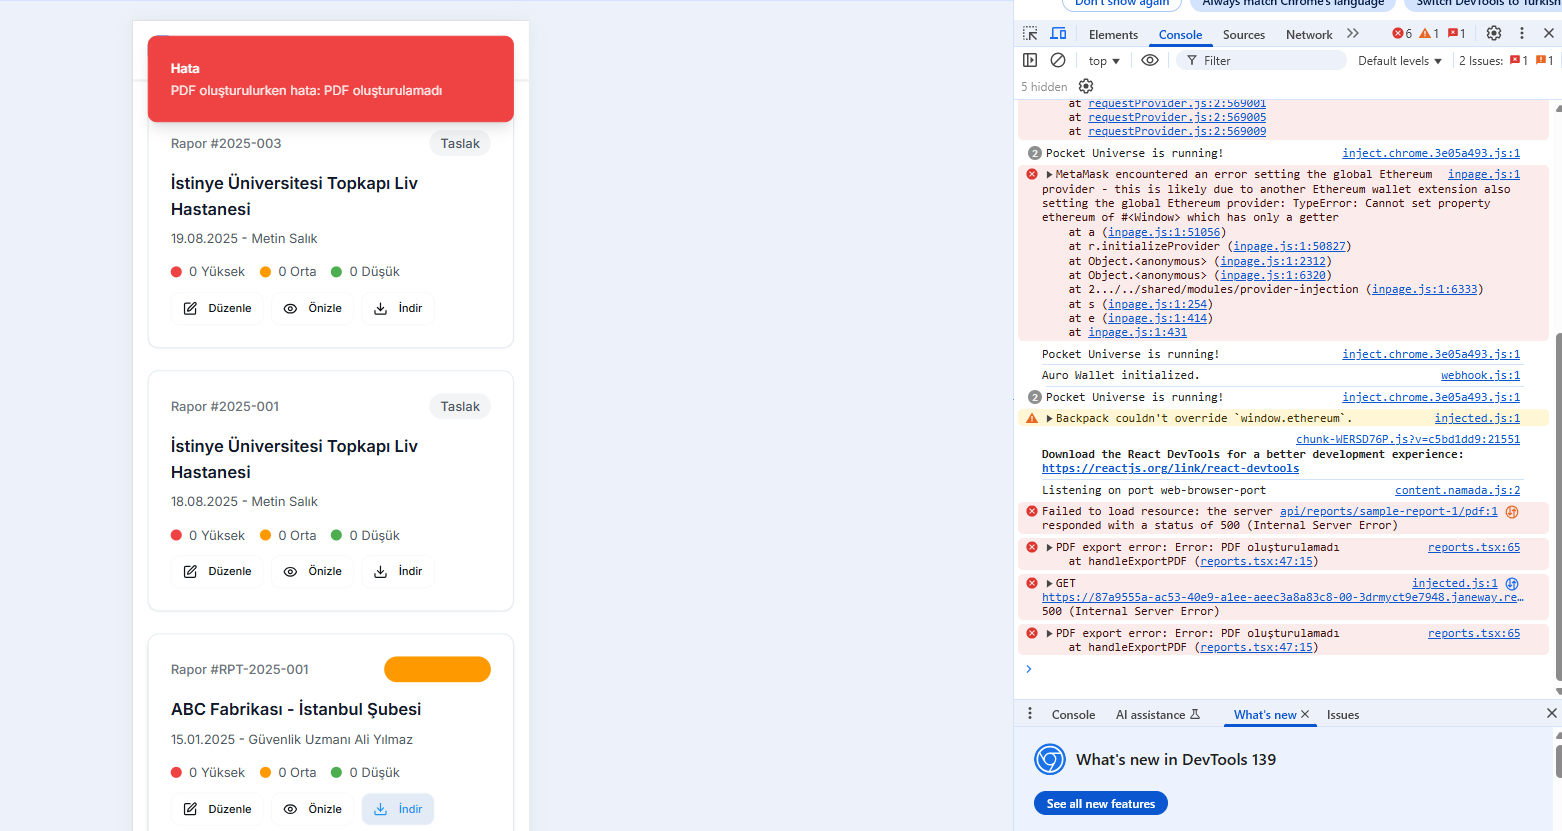 Hata
PDF oluşturulurken hata: PDF oluşturulamadı
Rapor #2025-003
Taslak
İstinye Üniversitesi Topkapı Liv
Hastanesi
19.08.2025 - Metin Salık
0 Yüksek
0 Orta
0 Düşük
Düzenle
Önizle
İndir
Rapor #2025-001
Taslak
İstinye Üniversitesi Topkapı Liv
Hastanesi
18.08.2025 - Metin Salık
0 Yüksek
0 Orta
0 Düşük
Düzenle
Önizle
İndir
Rapor #RPT-2025-001
ABC Fabrikası - İstanbul Şubesi
15.01.2025 - Güvenlik Uzmanı Ali Yılmaz
0 Yüksek
0 Orta
0 Düşük
Düzenle
Önizle
İndir
Don't show again
Always match Chrome's language
Switch DevTools to Turkish
Elements
Console
Sources
Network
6
1
1
top
Filter
Default levels
2 Issues:
1
1
5 hidden
at requestProvider.js:2:569001
at requestProvider.js:2:569005
at requestProvider.js:2:569009
2 Pocket Universe is running! inject.chrome.3e05a493.js:1
MetaMask encountered an error setting the global Ethereum inpage.js:1
provider - this is likely due to another Ethereum wallet extension also
setting the global Ethereum provider: TypeError: Cannot set property
ethereum of #<Window> which has only a getter
at a (inpage.js:1:51056)
at r.initializeProvider (inpage.js:1:50827)
at Object.<anonymous> (inpage.js:1:2312)
at Object.<anonymous> (inpage.js:1:6320)
at 2.../../shared/modules/provider-injection (inpage.js:1:6333)
at s (inpage.js:1:254)
at e (inpage.js:1:414)
at inpage.js:1:431
Pocket Universe is running! inject.chrome.3e05a493.js:1
Auro Wallet initialized. webhook.js:1
2 Pocket Universe is running! inject.chrome.3e05a493.js:1
Backpack couldn't override `window.ethereum`. injected.js:1
chunk-WERSD76P.js?v=c5bd1dd9:21551
Download the React DevTools for a better development experience:
https://reactjs.org/link/react-devtools
Listening on port web-browser-port content.namada.js:2
Failed to load resource: the server api/reports/sample-report-1/pdf:1
responded with a status of 500 (Internal Server Error)
PDF export error: Error: PDF oluşturulamadı reports.tsx:65
at handleExportPDF (reports.tsx:47:15)
GET injected.js:1
https://87a9555a-ac53-40e9-a1ee-aeec3a8a83c8-00-3drmyct9e7948.janeway.re…
500 (Internal Server Error)
PDF export error: Error: PDF oluşturulamadı reports.tsx:65
at handleExportPDF (reports.tsx:47:15)
Console
AI assistance
What's new
Issues
What's new in DevTools 139
See all new features